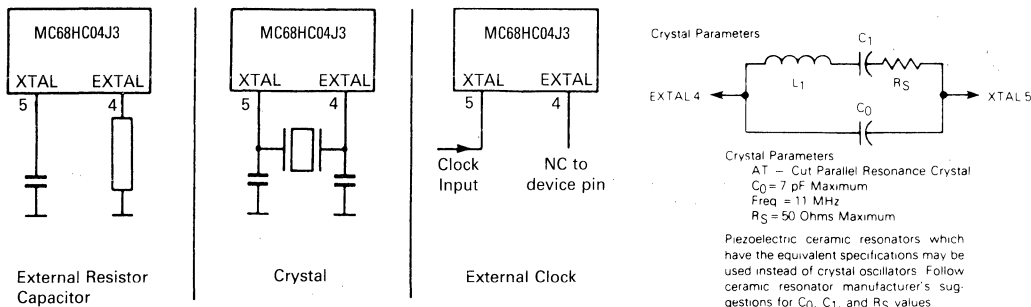 MC68HC04J3
XTAL EXTAL
5 4
External Resistor
Capacitor
MC68HC04J3
XTAL EXTAL
5 4
Crystal
MC68HC04J3
XTAL EXTAL
5 4
Clock
Input
NC to
device pin
External Clock
Crystal Parameters
C1
L1
RS
EXTAL 4
XTAL 5
C0
Crystal Parameters
AT – Cut Parallel Resonance Crystal
C0 = 7 pF Maximum
Freq = 11 MHz
RS = 50 Ohms Maximum
Piezoelectric ceramic resonators which
have the equivalent specifications may be
used instead of crystal oscillators Follow
ceramic resonator manufacturer's sug-
gestions for C0, C1, and RS values